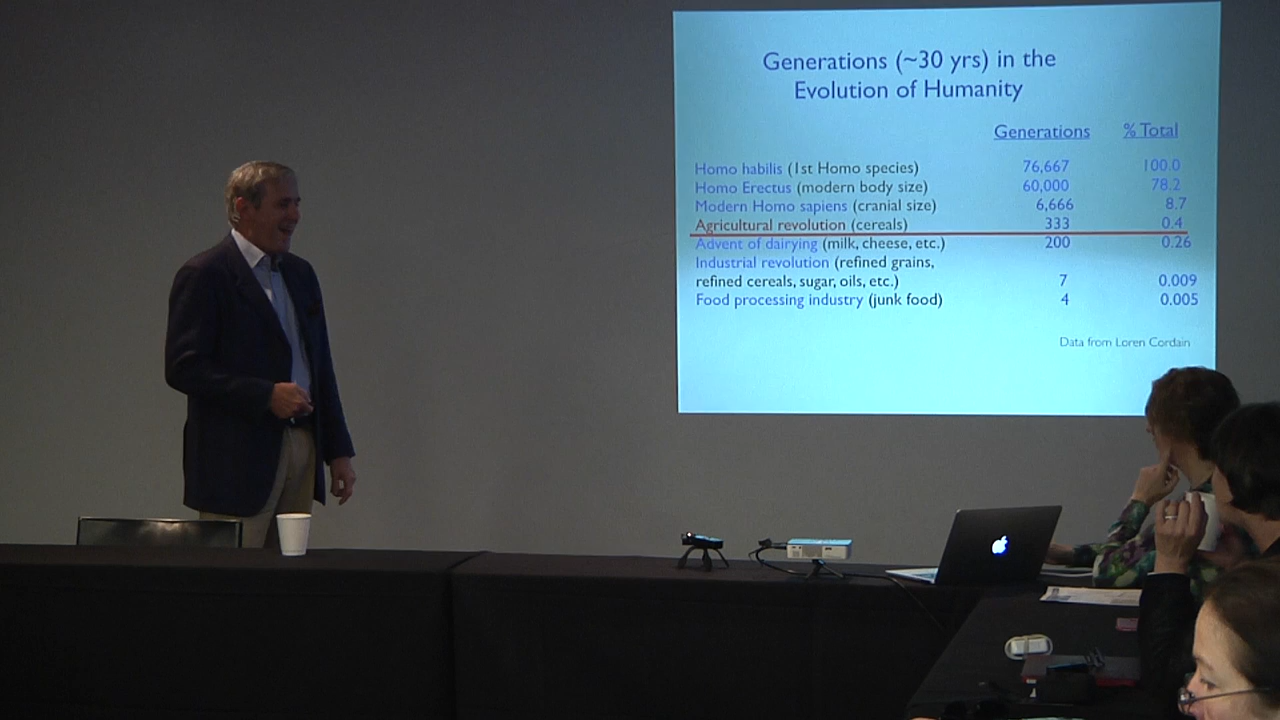 Generations (~30 yrs) in the
Evolution of Humanity
Generations % Total
Homo habilis (1st Homo species) 76,667 100.0
Homo Erectus (modern body size) 60,000 78.2
Modern Homo sapiens (cranial size) 6,666 8.7
Agricultural revolution (cereals) 333 0.4
Advent of dairying (milk, cheese, etc.) 200 0.26
Industrial revolution (refined grains,
refined cereals, sugar, oils, etc.) 7 0.009
Food processing industry (junk food) 4 0.005
Data from Loren Cordain